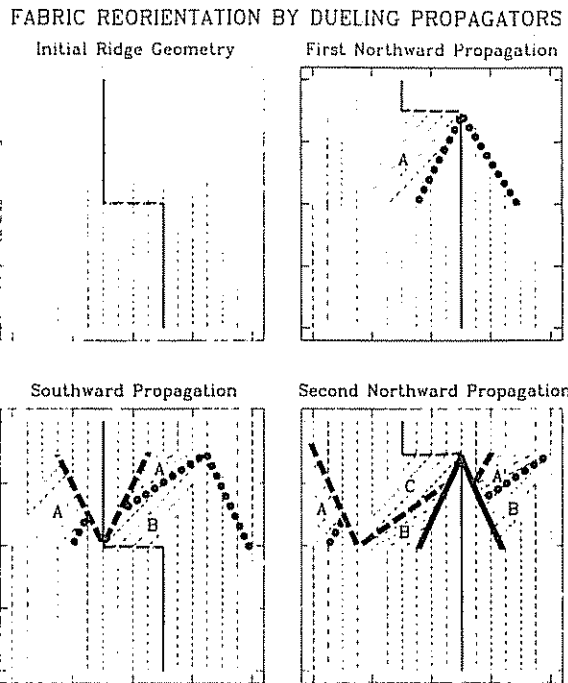 FABRIC REORIENTATION BY DUELING PROPAGATORS
Initial Ridge Geometry
First Northward Propagation
A
Southward Propagation
Second Northward Propagation
A
A
B
A
C
B
A
B